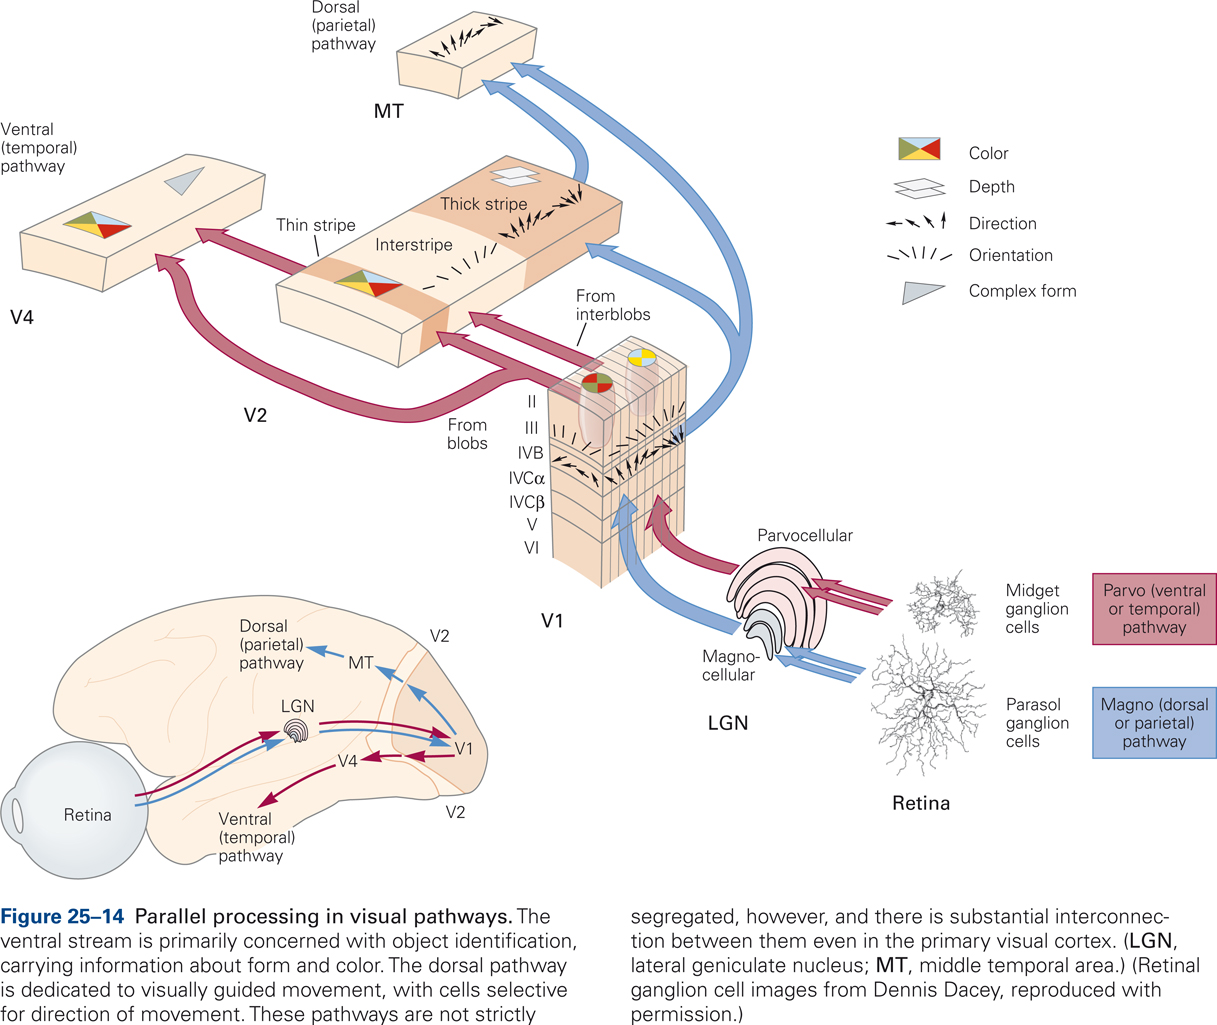 Dorsal
(parietal)
pathway
MT
Ventral
(temporal)
pathway
V4
Thin stripe
Interstripe
Thick stripe
V2
Color
Depth
Direction
Orientation
Complex form
From
interblobs
From
blobs
II
III
IVB
IVCα
IVCβ
V
VI
V1
Parvocellular
Magno-
cellular
LGN
Midget
ganglion
cells
Parasol
ganglion
cells
Retina
Parvo (ventral
or temporal)
pathway
Magno (dorsal
or parietal)
pathway
Dorsal
(parietal)
pathway
MT
V2
LGN
V1
V4
V2
Retina
Ventral
(temporal)
pathway
Figure 25–14 Parallel processing in visual pathways. The
ventral stream is primarily concerned with object identification,
carrying information about form and color. The dorsal pathway
is dedicated to visually guided movement, with cells selective
for direction of movement. These pathways are not strictly
segregated, however, and there is substantial interconnec-
tion between them even in the primary visual cortex. (LGN,
lateral geniculate nucleus; MT, middle temporal area.) (Retinal
ganglion cell images from Dennis Dacey, reproduced with
permission.)